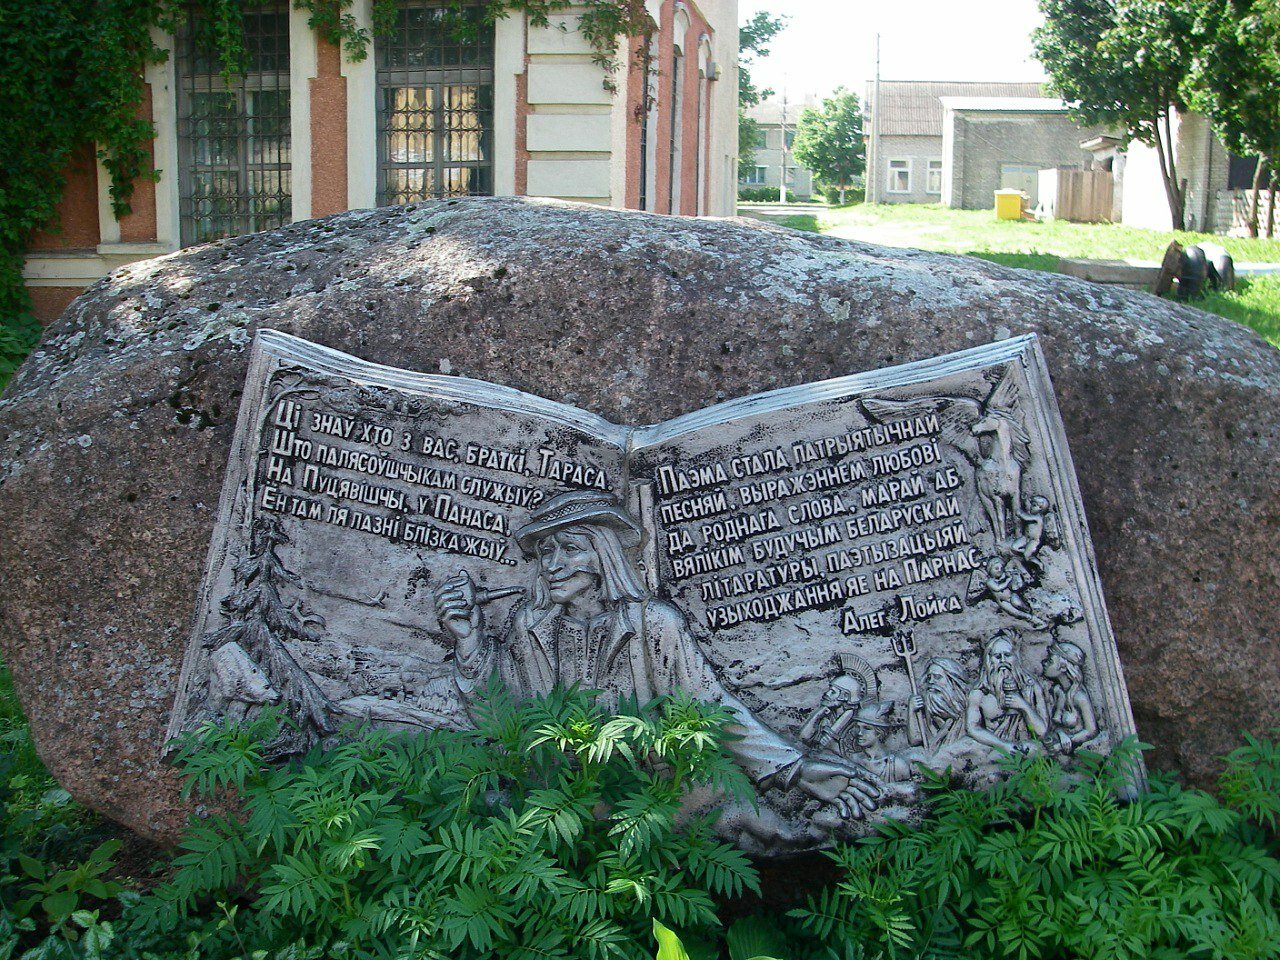 Ці знаў хто з вас, браткі, Тараса,
Што палясоўшчыкам служыў?
На Пуцявішчы, у Панаса,
Ён там ля лазні блізка жыў...
Паэма стала патрыятычнай
песняй, выражэннем любові
да роднага слова, марай аб
вялікім будучым беларускай
літаратуры, паэтызацыяй
узыходжання яе на Парнас
Алег Лойка